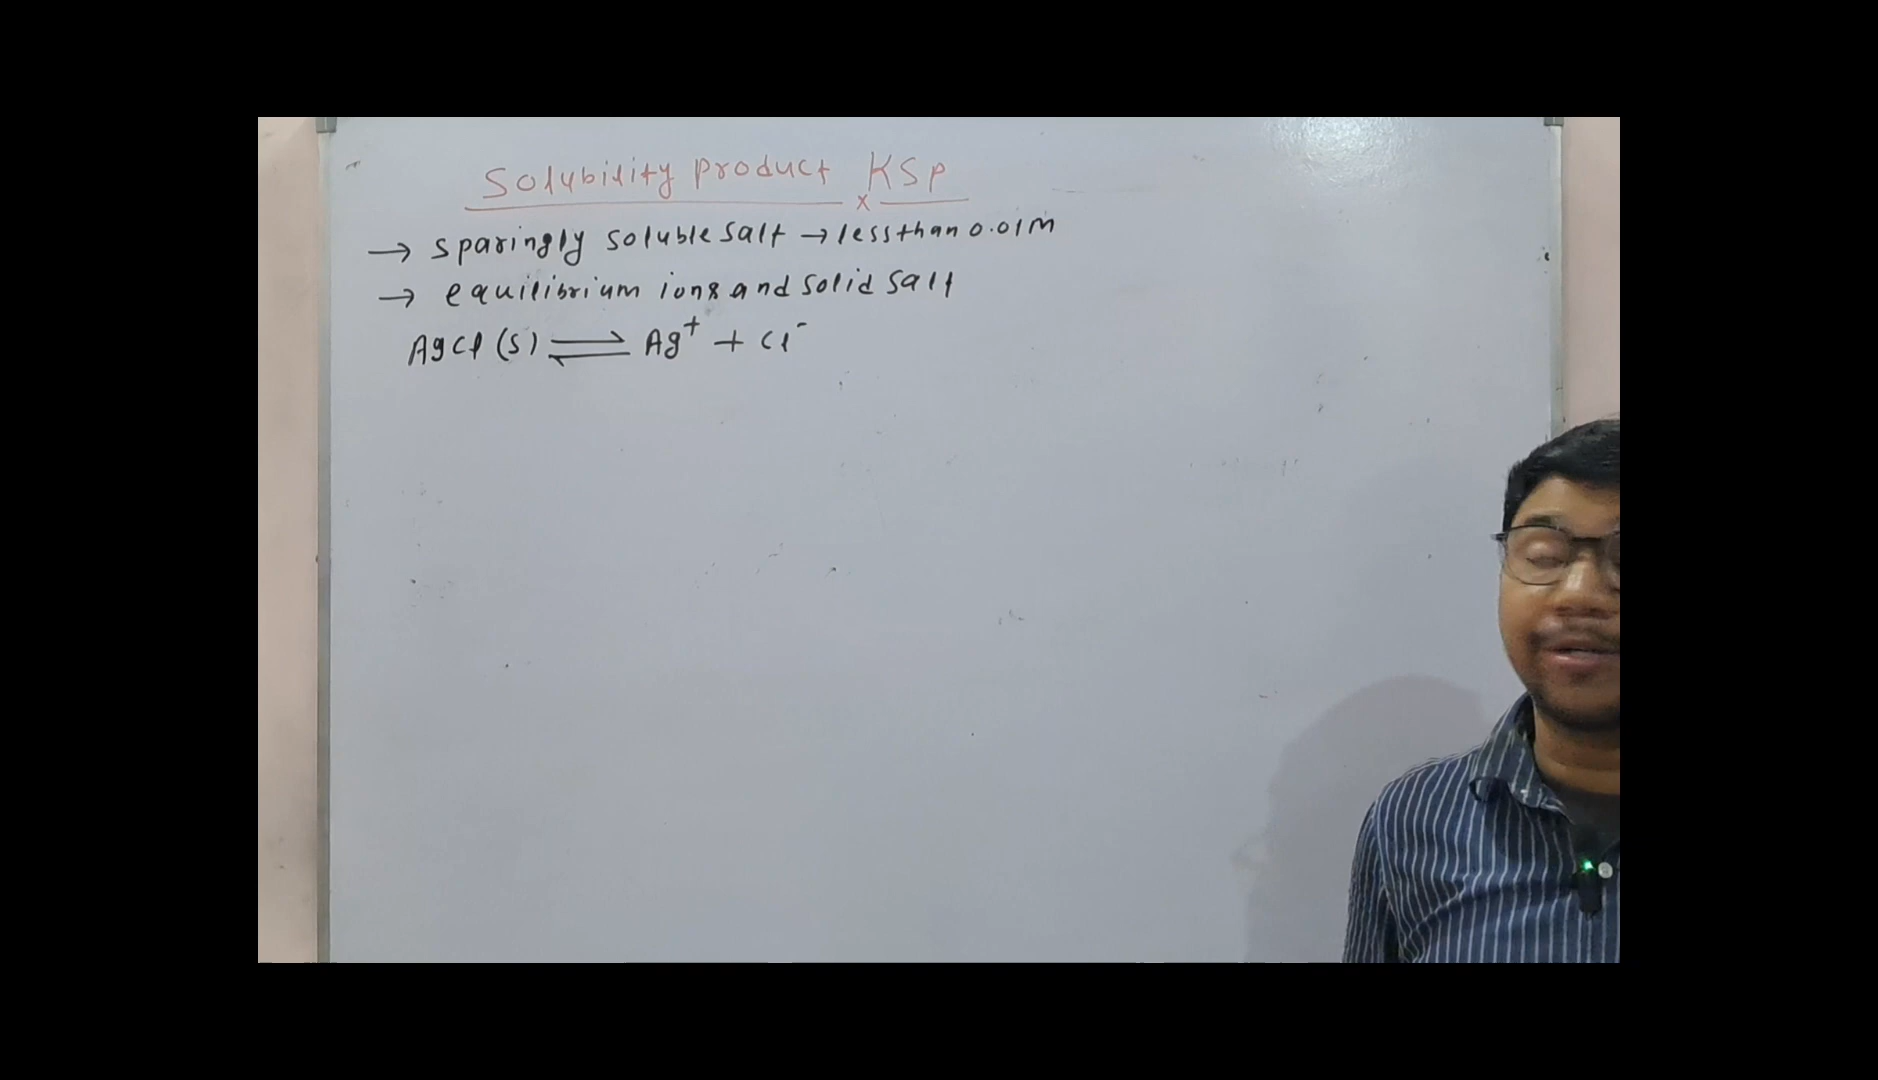 Solubility product KSp
x
→ sparingly soluble salt → less than 0.01M
→ equilibrium ions and solid salt
AgCl (s) ⇌ Ag⁺ + Cl⁻